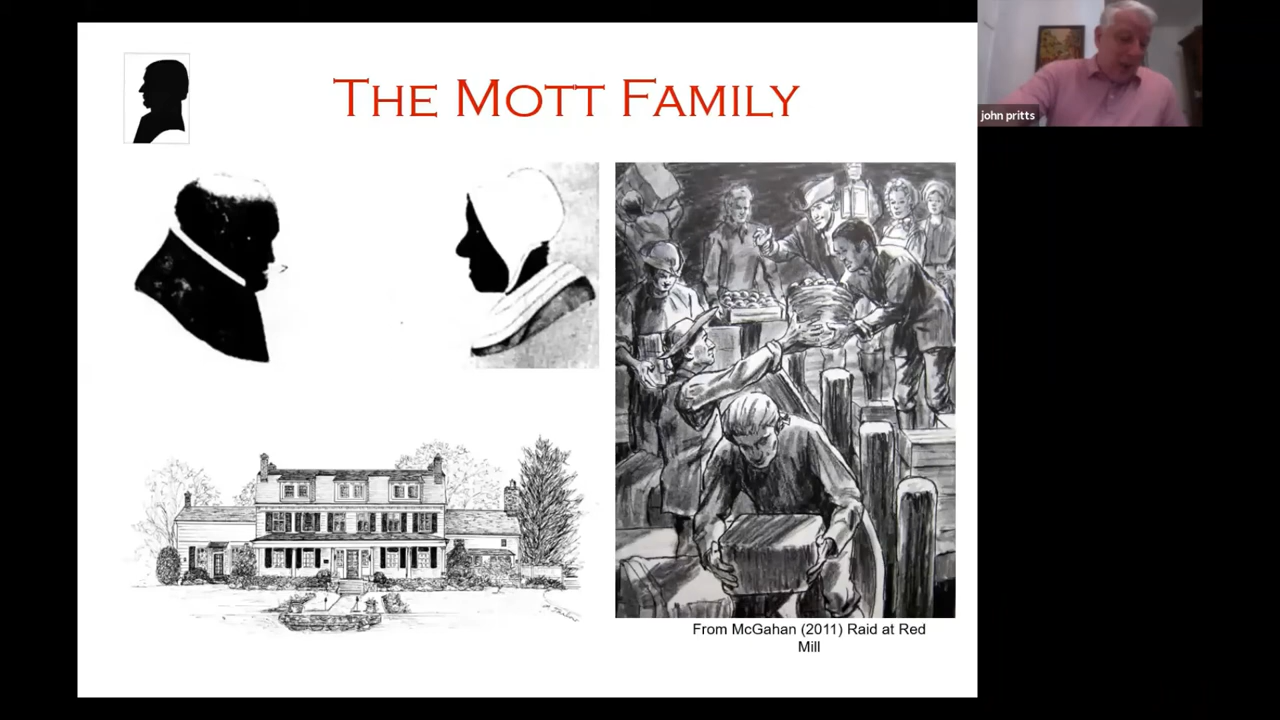 THE MOTT FAMILY
john pritts
From McGahan (2011) Raid at Red
Mill